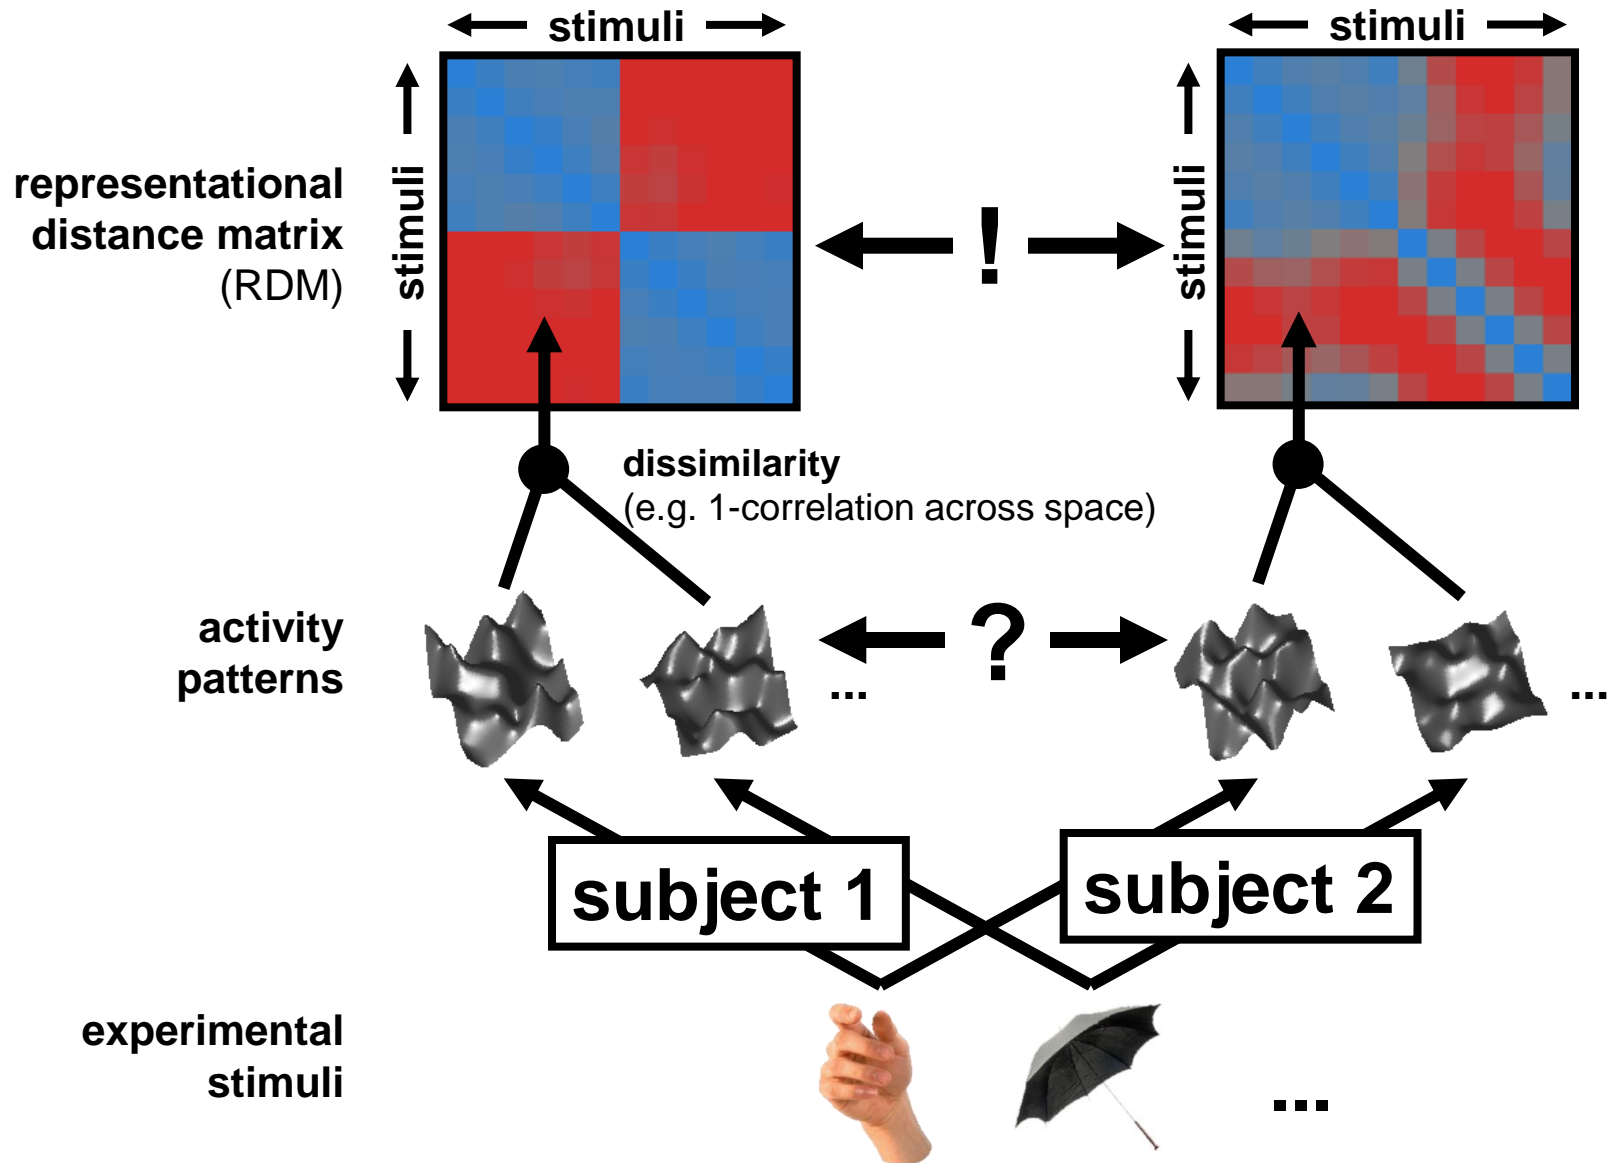 stimuli
stimuli
stimuli
stimuli
representational
distance matrix
(RDM)
!
dissimilarity
(e.g. 1-correlation across space)
activity
patterns
...
?
...
subject 1
subject 2
experimental
stimuli
...